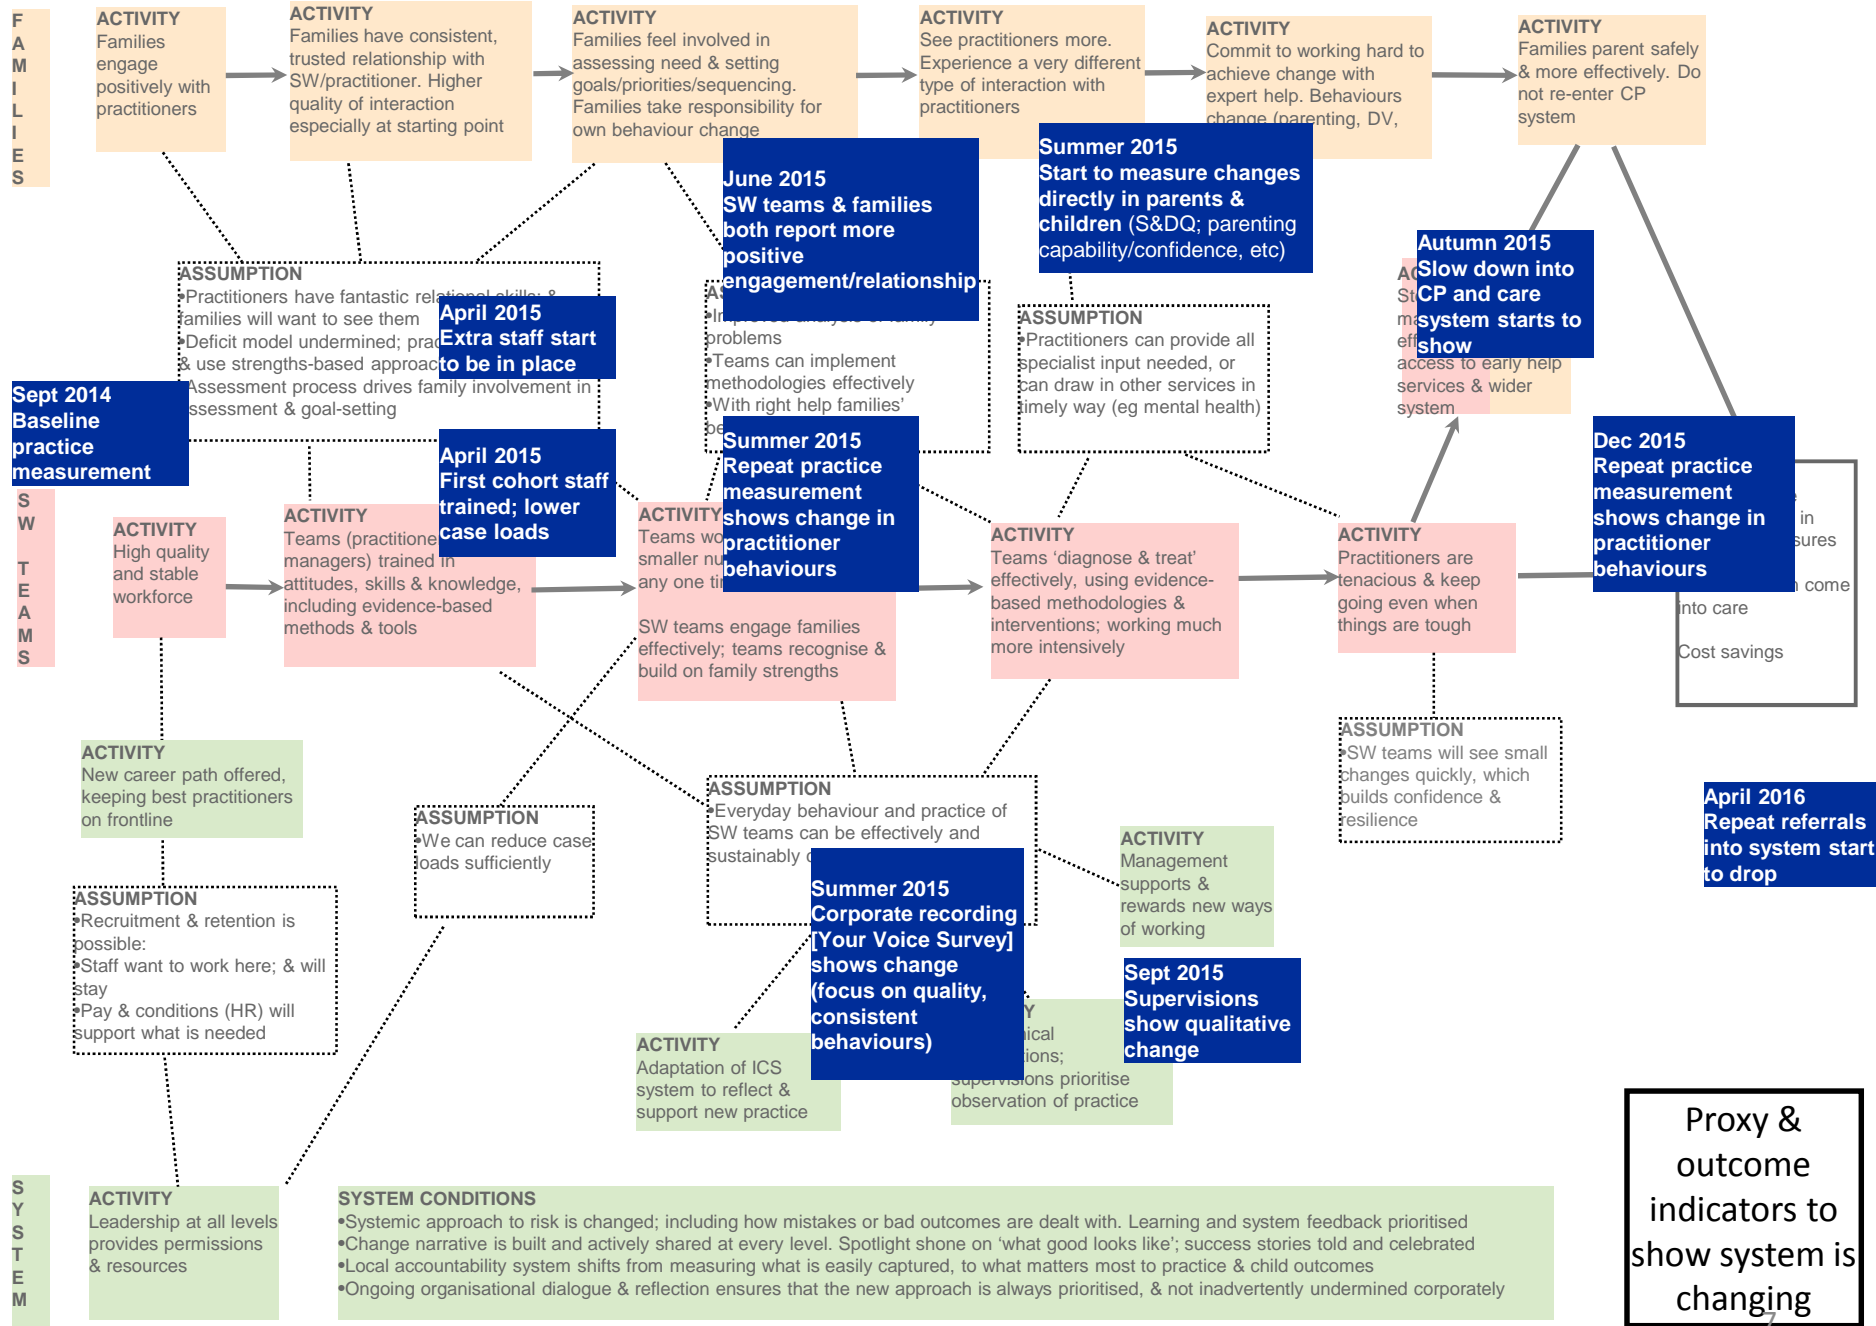 F
A
M
I
L
I
E
S
ACTIVITY
Families
engage
positively with
practitioners
ACTIVITY
Families have consistent,
trusted relationship with
SW/practitioner. Higher
quality of interaction
especially at starting point
ACTIVITY
Families feel involved in
assessing need & setting
goals/priorities/sequencing.
Families take responsibility for
own behaviour change
ACTIVITY
See practitioners more.
Experience a very different
type of interaction with
practitioners
ACTIVITY
Commit to working hard to
achieve change with
expert help. Behaviours
change (parenting, DV,
ACTIVITY
Families parent safely
& more effectively. Do
not re-enter CP
system
June 2015
SW teams & families
both report more
positive
engagement/relationship
Summer 2015
Start to measure changes
directly in parents &
children (S&DQ; parenting
capability/confidence, etc)
Autumn 2015
Slow down into
CP and care
system starts to
show
access to early help
services & wider
system
ASSUMPTION
•Practitioners have fantastic relational skills; &
families will want to see them
•Deficit model undermined;
& use strengths-based
•Assessment process drives family involvement in
assessment & goal-setting
April 2015
Extra staff start
to be in place
problems
•Teams can implement
methodologies effectively
•With right help families’
ASSUMPTION
•Practitioners can provide all
specialist input needed, or
can draw in other services in
timely way (eg mental health)
Sept 2014
Baseline
practice
measurement
April 2015
First cohort staff
trained; lower
case loads
Summer 2015
Repeat practice
measurement
shows change in
practitioner
behaviours
Dec 2015
Repeat practice
measurement
shows change in
practitioner
behaviours
in
come
into care
Cost savings
S
W
T
E
A
M
S
ACTIVITY
High quality
and stable
workforce
ACTIVITY
Teams
managers) trained in
attitudes, skills & knowledge,
including evidence-based
methods & tools
ACTIVITY
Teams
smaller
any one
SW teams engage families
effectively; teams recognise &
build on family strengths
ACTIVITY
Teams ‘diagnose & treat’
effectively, using evidence-
based methodologies &
interventions; working much
more intensively
ACTIVITY
Practitioners are
tenacious & keep
going even when
things are tough
ACTIVITY
New career path offered,
keeping best practitioners
on frontline
ASSUMPTION
•We can reduce case
loads sufficiently
ASSUMPTION
•Everyday behaviour and practice of
SW teams can be effectively and
sustainably
ACTIVITY
Management
supports &
rewards new ways
of working
ASSUMPTION
•SW teams will see small
changes quickly, which
builds confidence &
resilience
April 2016
Repeat referrals
into system start
to drop
ASSUMPTION
•Recruitment & retention is
possible:
•Staff want to work here; & will
stay
•Pay & conditions (HR) will
support what is needed
Summer 2015
Corporate recording
[Your Voice Survey]
shows change
(focus on quality,
consistent
behaviours)
Sept 2015
Supervisions
show qualitative
change
ACTIVITY
Adaptation of ICS
system to reflect &
support new practice
supervisions prioritise
observation of practice
S
Y
S
T
E
M
ACTIVITY
Leadership at all levels
provides permissions
& resources
SYSTEM CONDITIONS
•Systemic approach to risk is changed; including how mistakes or bad outcomes are dealt with. Learning and system feedback prioritised
•Change narrative is built and actively shared at every level. Spotlight shone on ‘what good looks like’; success stories told and celebrated
•Local accountability system shifts from measuring what is easily captured, to what matters most to practice & child outcomes
•Ongoing organisational dialogue & reflection ensures that the new approach is always prioritised, & not inadvertently undermined corporately
Proxy &
outcome
indicators to
show system is
changing
7